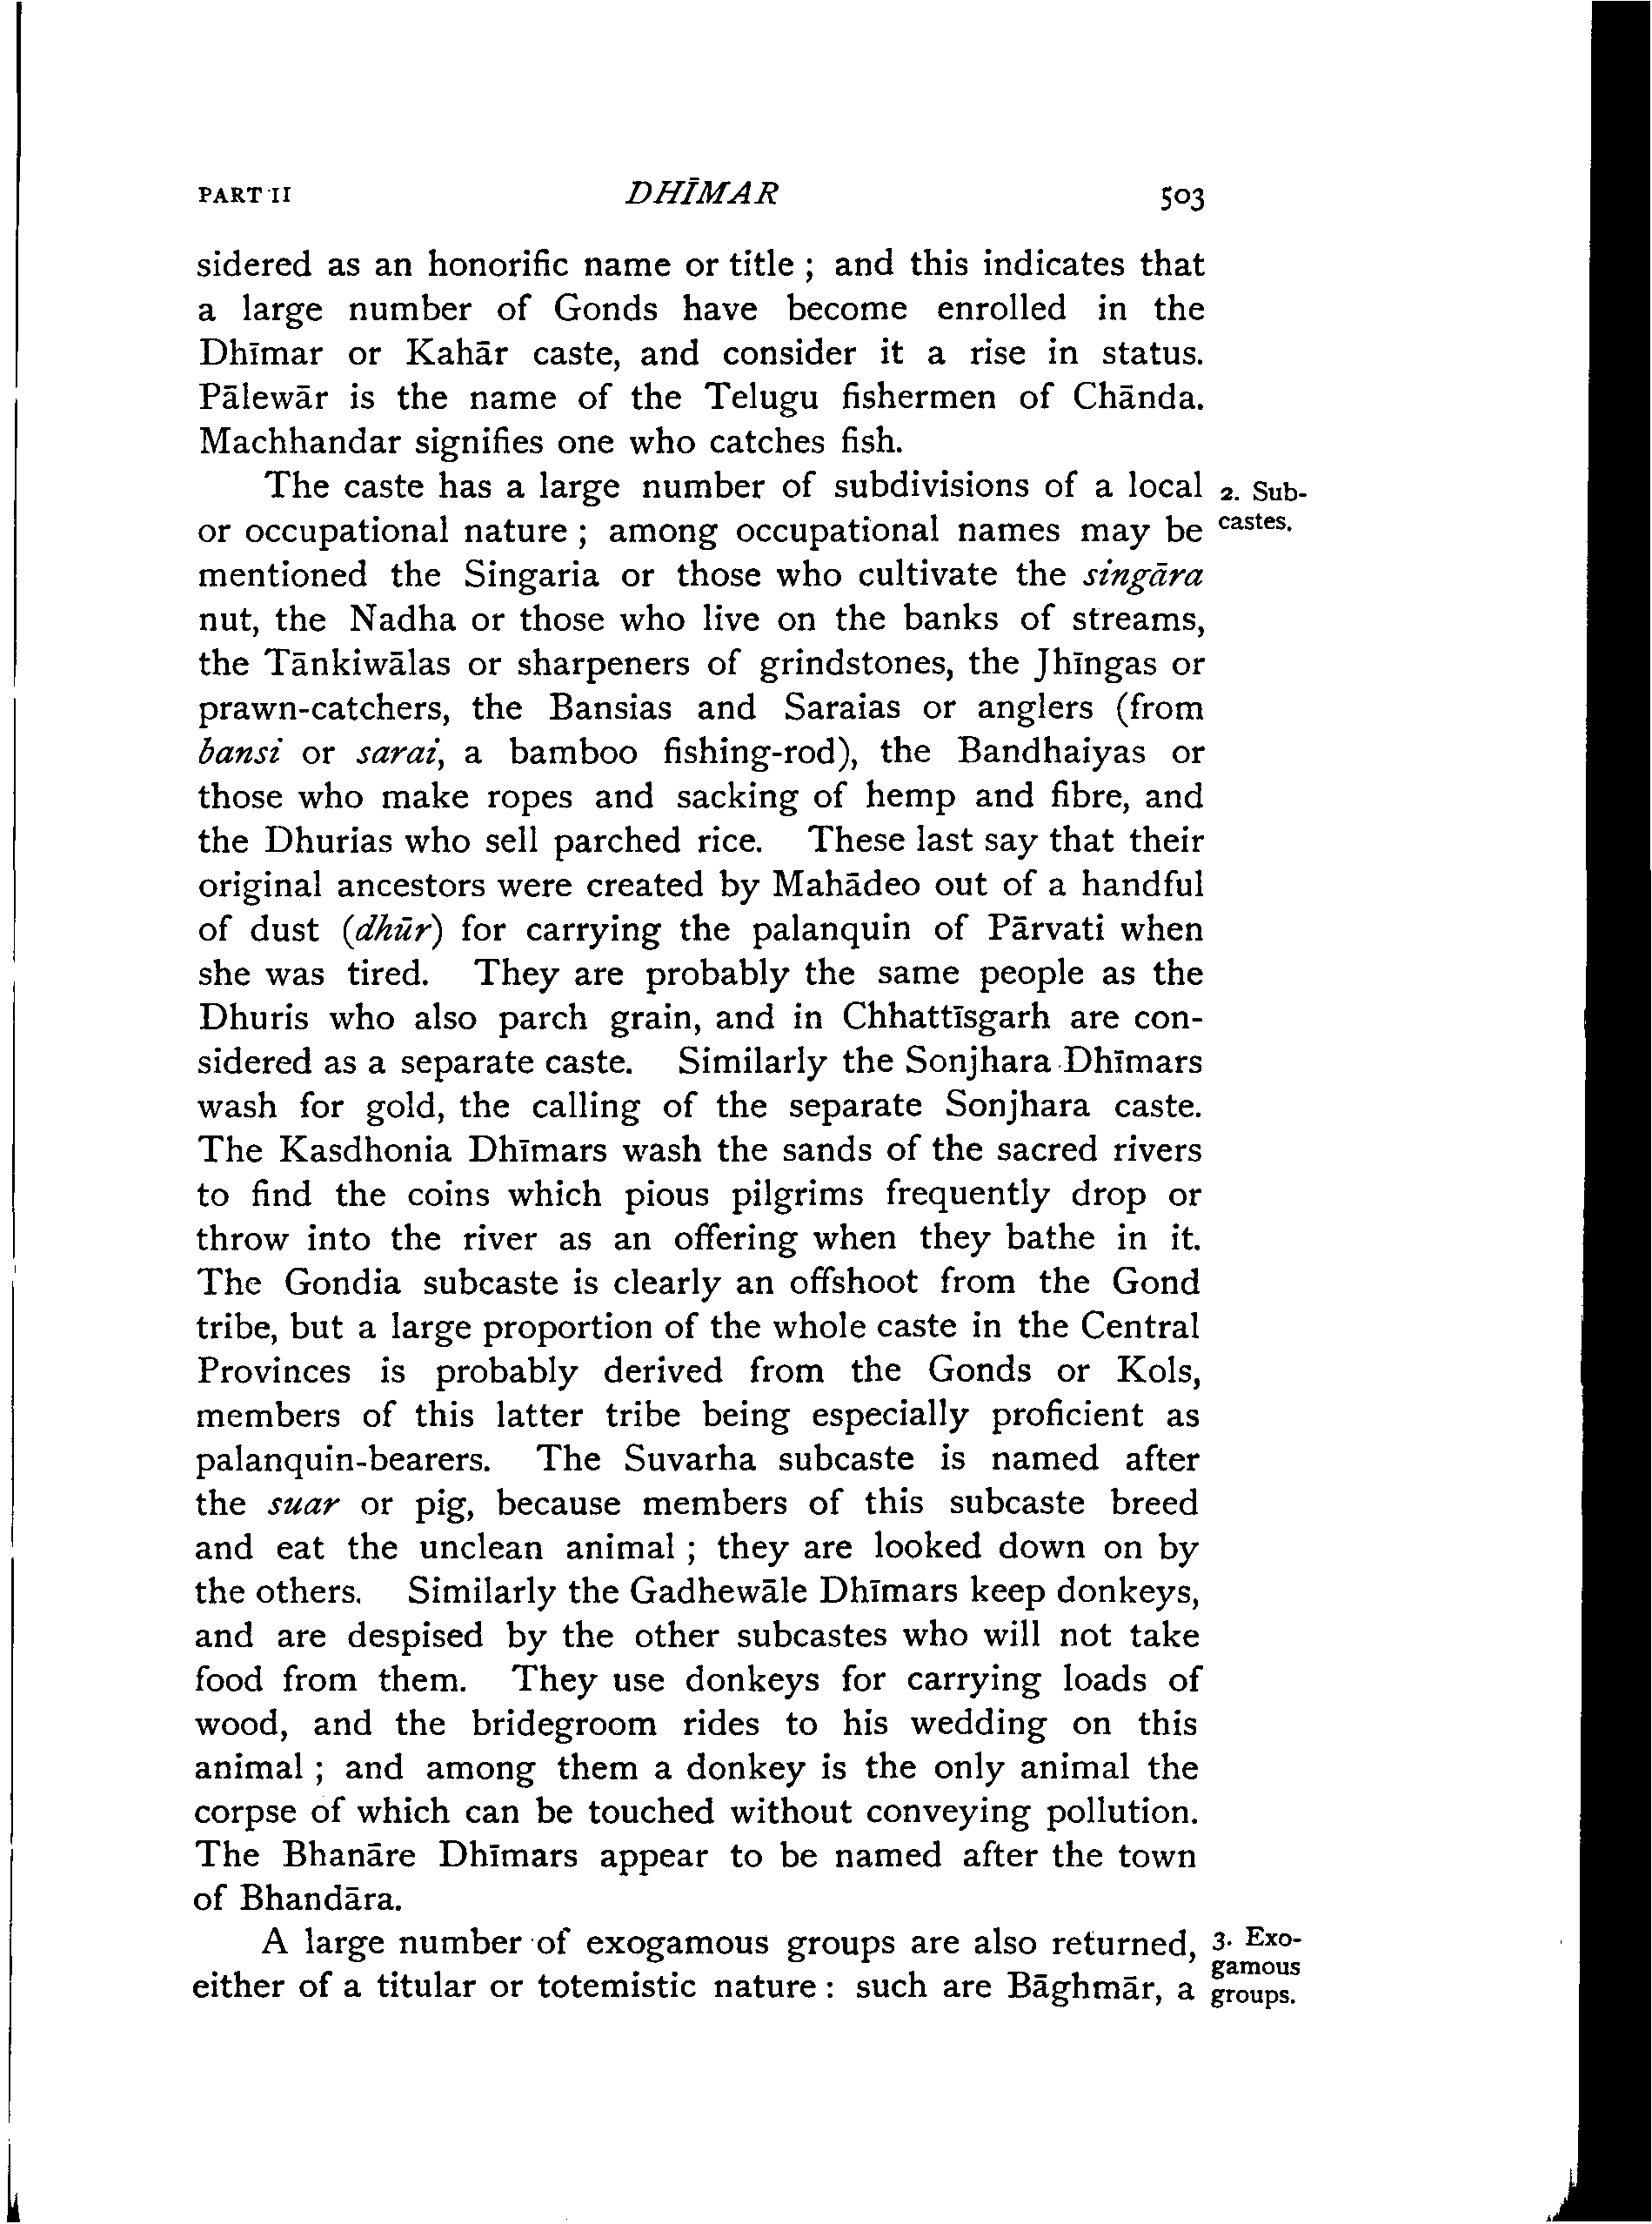 PART II DHĪMAR 503
sidered as an honorific name or title ; and this indicates that
a large number of Gonds have become enrolled in the
Dhīmar or Kahār caste, and consider it a rise in status.
Pālewār is the name of the Telugu fishermen of Chānda.
Machhandar signifies one who catches fish.
The caste has a large number of subdivisions of a local
2. Sub-
castes.
or occupational nature ; among occupational names may be
mentioned the Singaria or those who cultivate the singāra
nut, the Nadha or those who live on the banks of streams,
the Tānkiwālas or sharpeners of grindstones, the Jhīngas or
prawn-catchers, the Bansias and Saraias or anglers (from
bansi or sarai, a bamboo fishing-rod), the Bandhaiyas or
those who make ropes and sacking of hemp and fibre, and
the Dhurias who sell parched rice. These last say that their
original ancestors were created by Mahādeo out of a handful
of dust (dhūr) for carrying the palanquin of Pārvati when
she was tired. They are probably the same people as the
Dhuris who also parch grain, and in Chhattīsgarh are con-
sidered as a separate caste. Similarly the Sonjhara Dhīmars
wash for gold, the calling of the separate Sonjhara caste.
The Kasdhonia Dhīmars wash the sands of the sacred rivers
to find the coins which pious pilgrims frequently drop or
throw into the river as an offering when they bathe in it.
The Gondia subcaste is clearly an offshoot from the Gond
tribe, but a large proportion of the whole caste in the Central
Provinces is probably derived from the Gonds or Kols,
members of this latter tribe being especially proficient as
palanquin-bearers. The Suvarha subcaste is named after
the suar or pig, because members of this subcaste breed
and eat the unclean animal ; they are looked down on by
the others. Similarly the Gadhewāle Dhīmars keep donkeys,
and are despised by the other subcastes who will not take
food from them. They use donkeys for carrying loads of
wood, and the bridegroom rides to his wedding on this
animal ; and among them a donkey is the only animal the
corpse of which can be touched without conveying pollution.
The Bhanāre Dhīmars appear to be named after the town
of Bhandāra.
A large number of exogamous groups are also returned,
3. Exo-
gamous
groups.
either of a titular or totemistic nature : such are Bāghmār, a